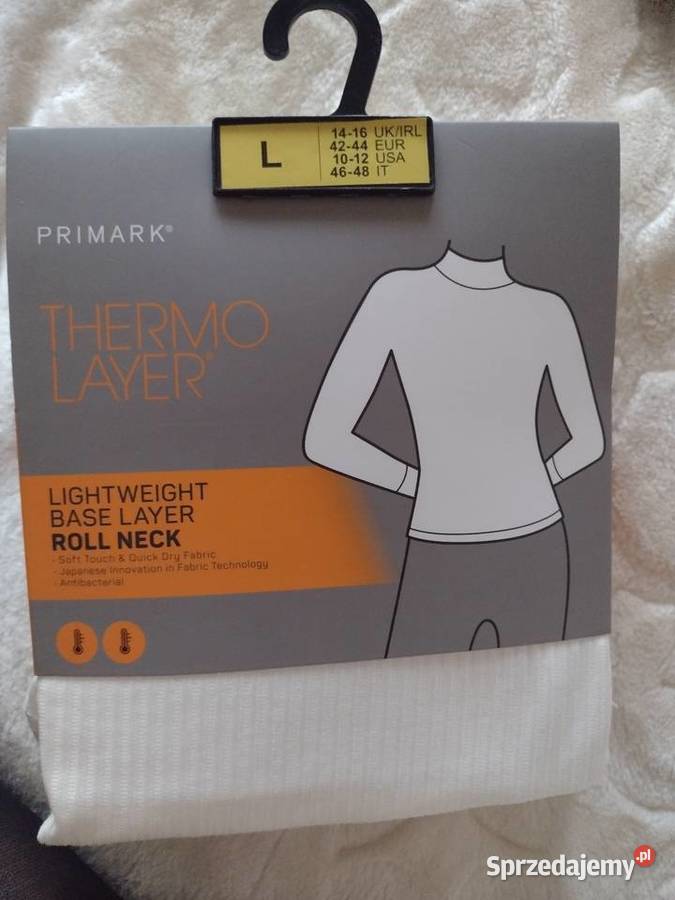 L
14-16 UK/IRL
42-44 EUR
10-12 USA
46-48 IT
PRIMARK®
THERMO
LAYER®
LIGHTWEIGHT
BASE LAYER
ROLL NECK
- Soft Touch & Quick Dry Fabric
- Japanese Innovation in Fabric Technology
- Antibacterial
Sprzedajemy.pl